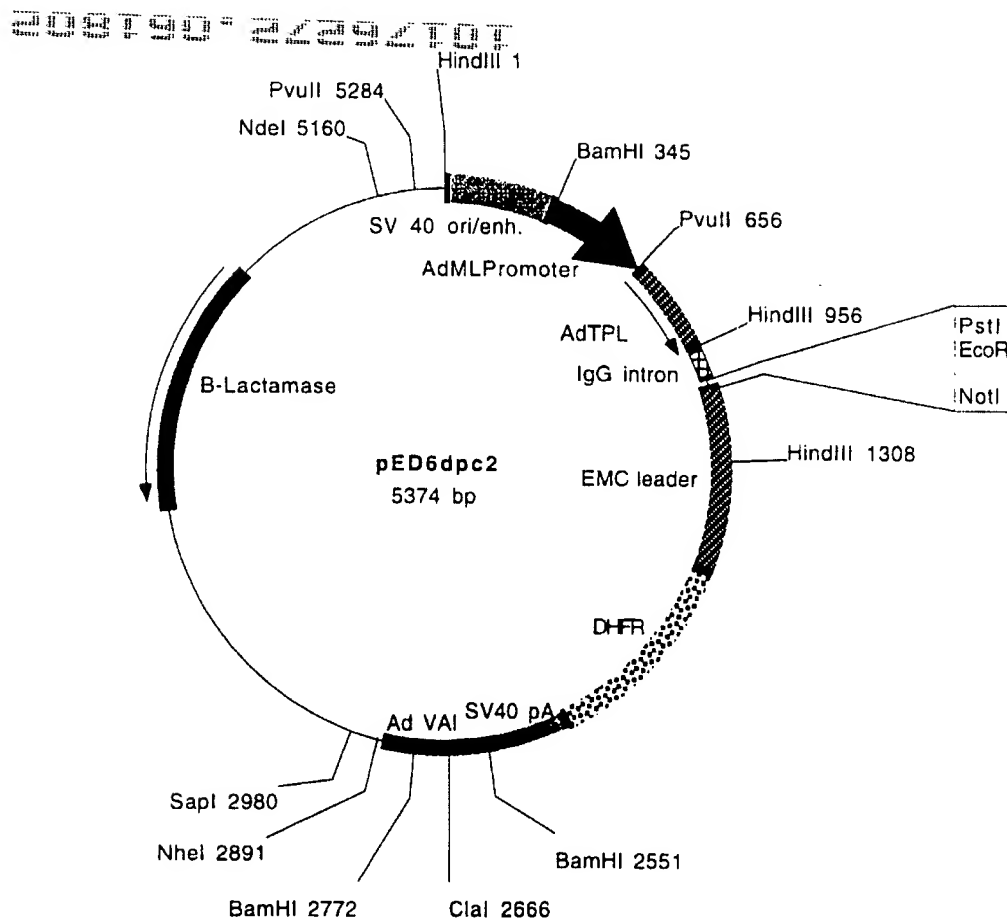 HindIII 1
PvuII 5284
NdeI 5160
BamHI 345
SV 40 ori/enh.
PvuII 656
AdMLPromoter
HindIII 956
AdTPL
PstI
EcoR
IgG intron
NotI
B-Lactamase
HindIII 1308
pED6dpc2
EMC leader
5374 bp
DHFR
SV40 pA
Ad VAI
SapI 2980
NheI 2891
BamHI 2551
BamHI 2772
ClaI 2666